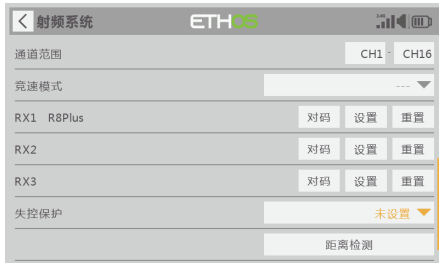 射频系统 ETHOS
通道范围 CH1 - CH16
竞速模式 ---
RX1 R8Plus 对码 设置 重置
RX2 对码 设置 重置
RX3 对码 设置 重置
失控保护 未设置
距离检测